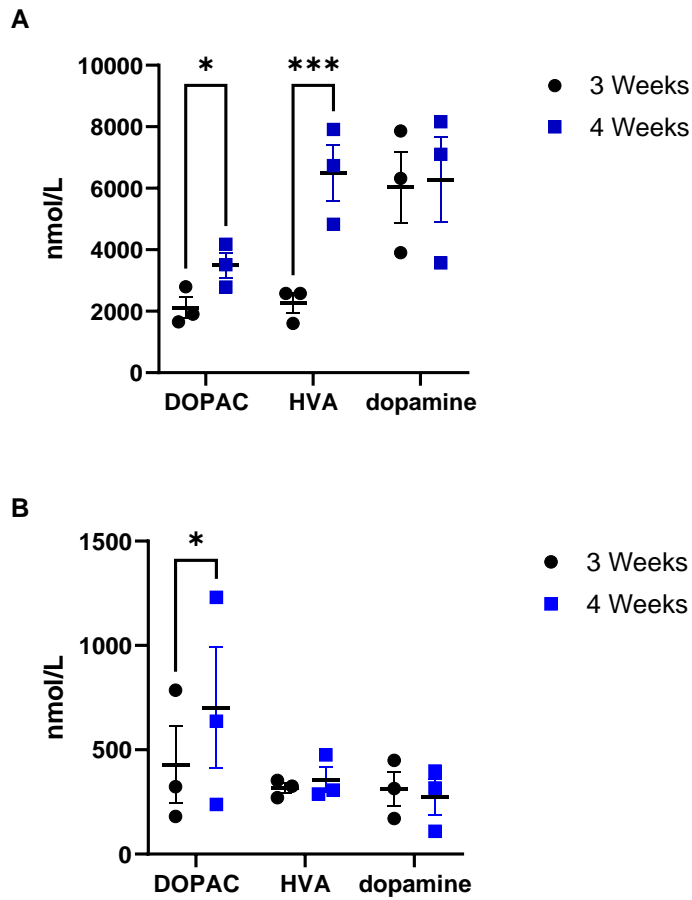 A
10000
8000
6000
4000
2000
0
nmol/L
* ***
DOPAC HVA dopamine
3 Weeks
4 Weeks
B
1500
1000
500
0
nmol/L
*
DOPAC HVA dopamine
3 Weeks
4 Weeks